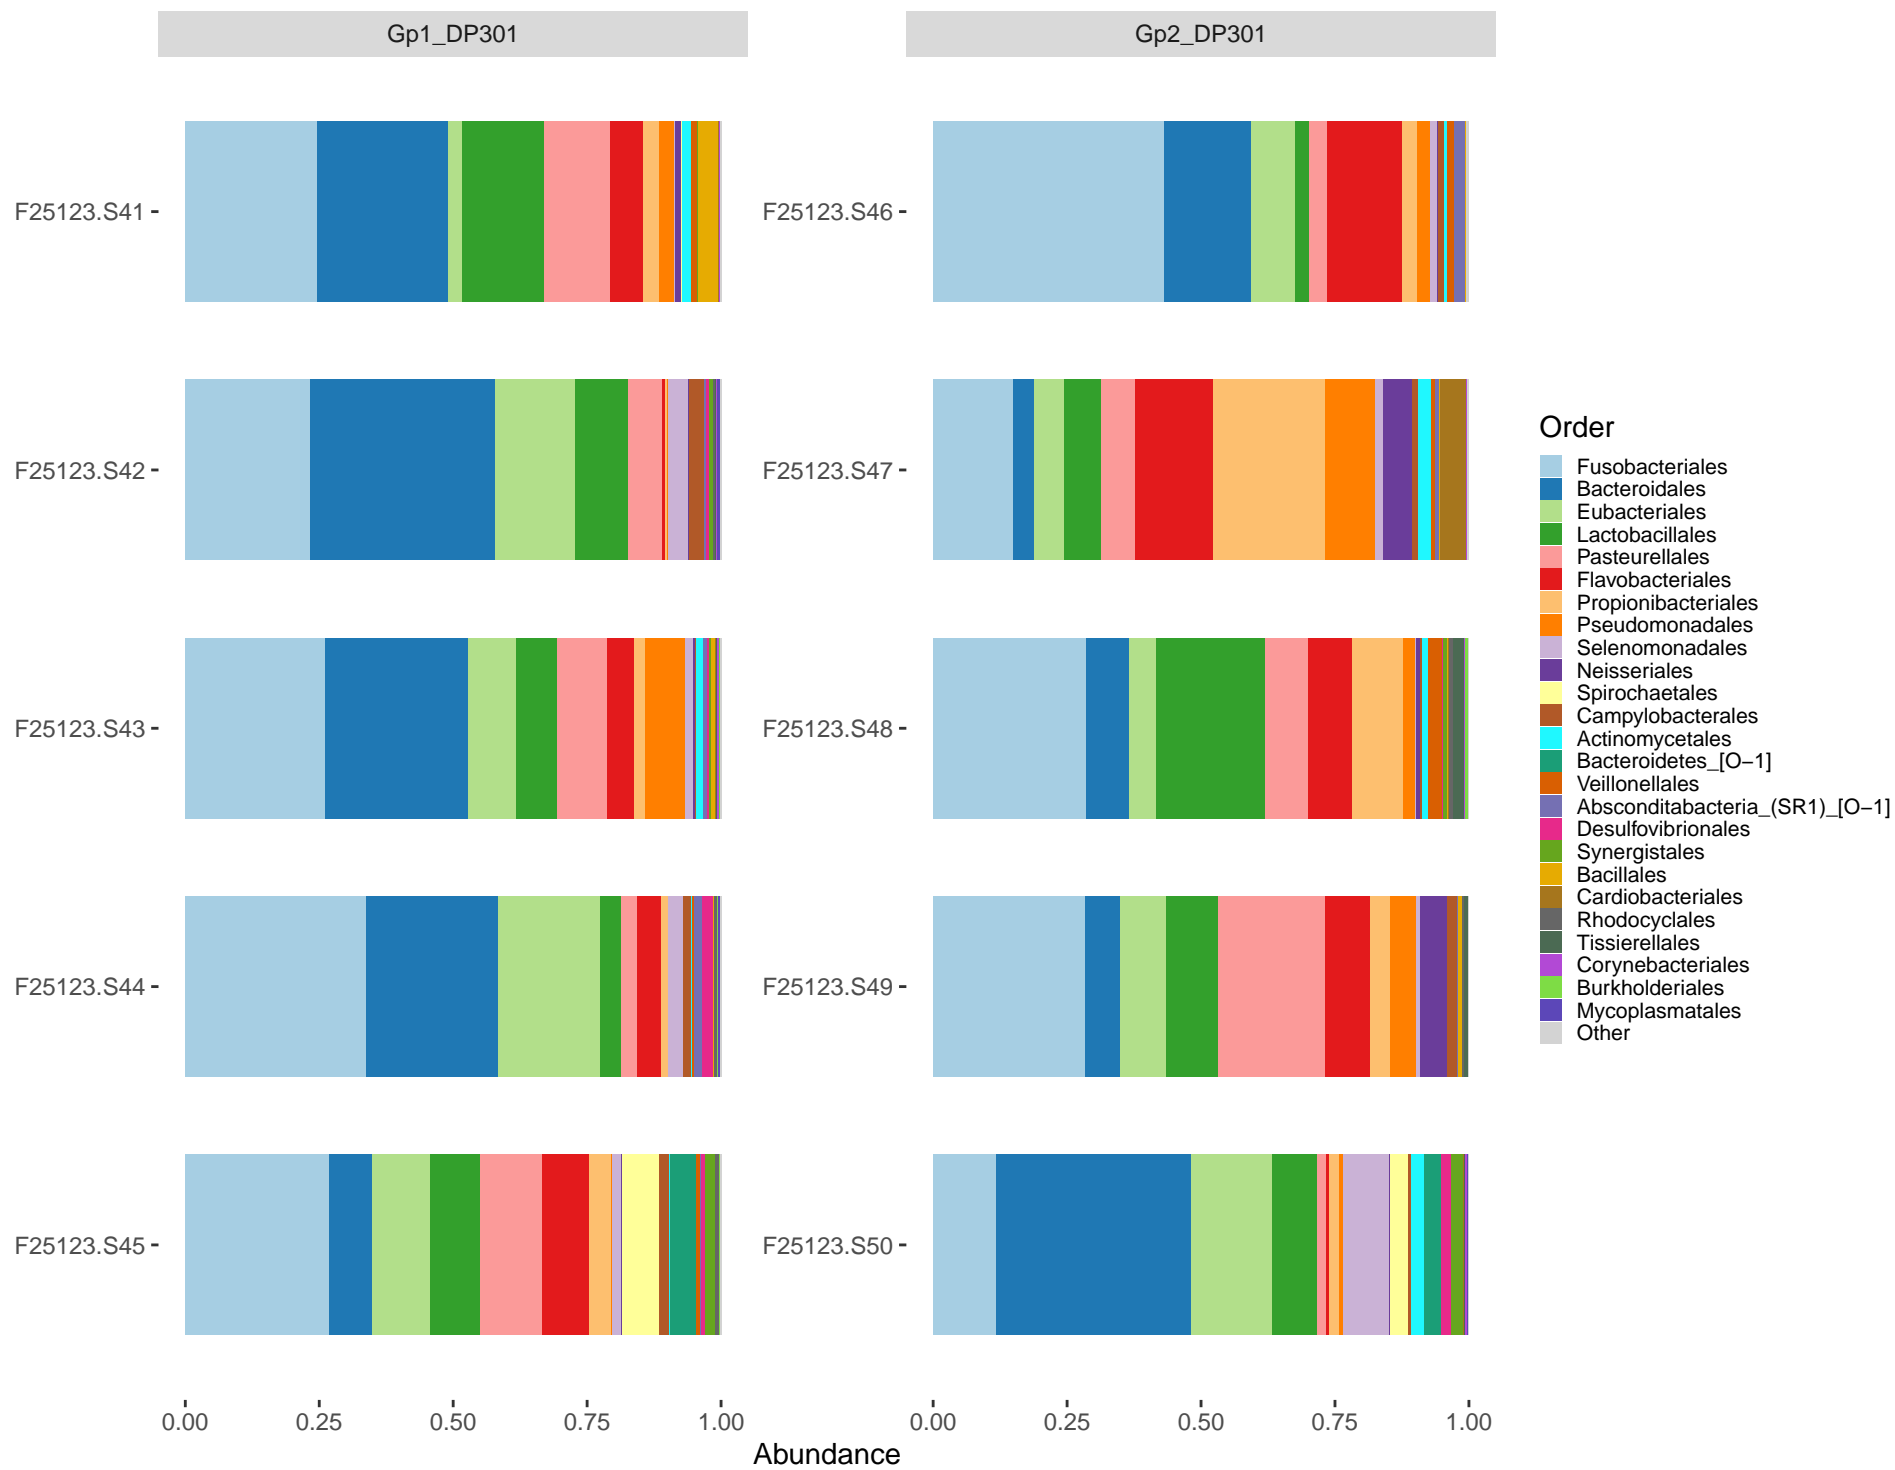 Gp1_DP301
Gp2_DP301
F25123.S41
F25123.S46
F25123.S42
F25123.S47
F25123.S43
F25123.S48
F25123.S44
F25123.S49
F25123.S45
F25123.S50
0.00 0.25 0.50 0.75 1.00
0.00 0.25 0.50 0.75 1.00
Abundance
Order
Fusobacteriales
Bacteroidales
Eubacteriales
Lactobacillales
Pasteurellales
Flavobacteriales
Propionibacteriales
Pseudomonadales
Selenomonadales
Neisseriales
Spirochaetales
Campylobacterales
Actinomycetales
Bacteroidetes_[O−1]
Veillonellales
Absconditabacteria_(SR1)_[O−1]
Desulfovibrionales
Synergistales
Bacillales
Cardiobacteriales
Rhodocyclales
Tissierellales
Corynebacteriales
Burkholderiales
Mycoplasmatales
Other